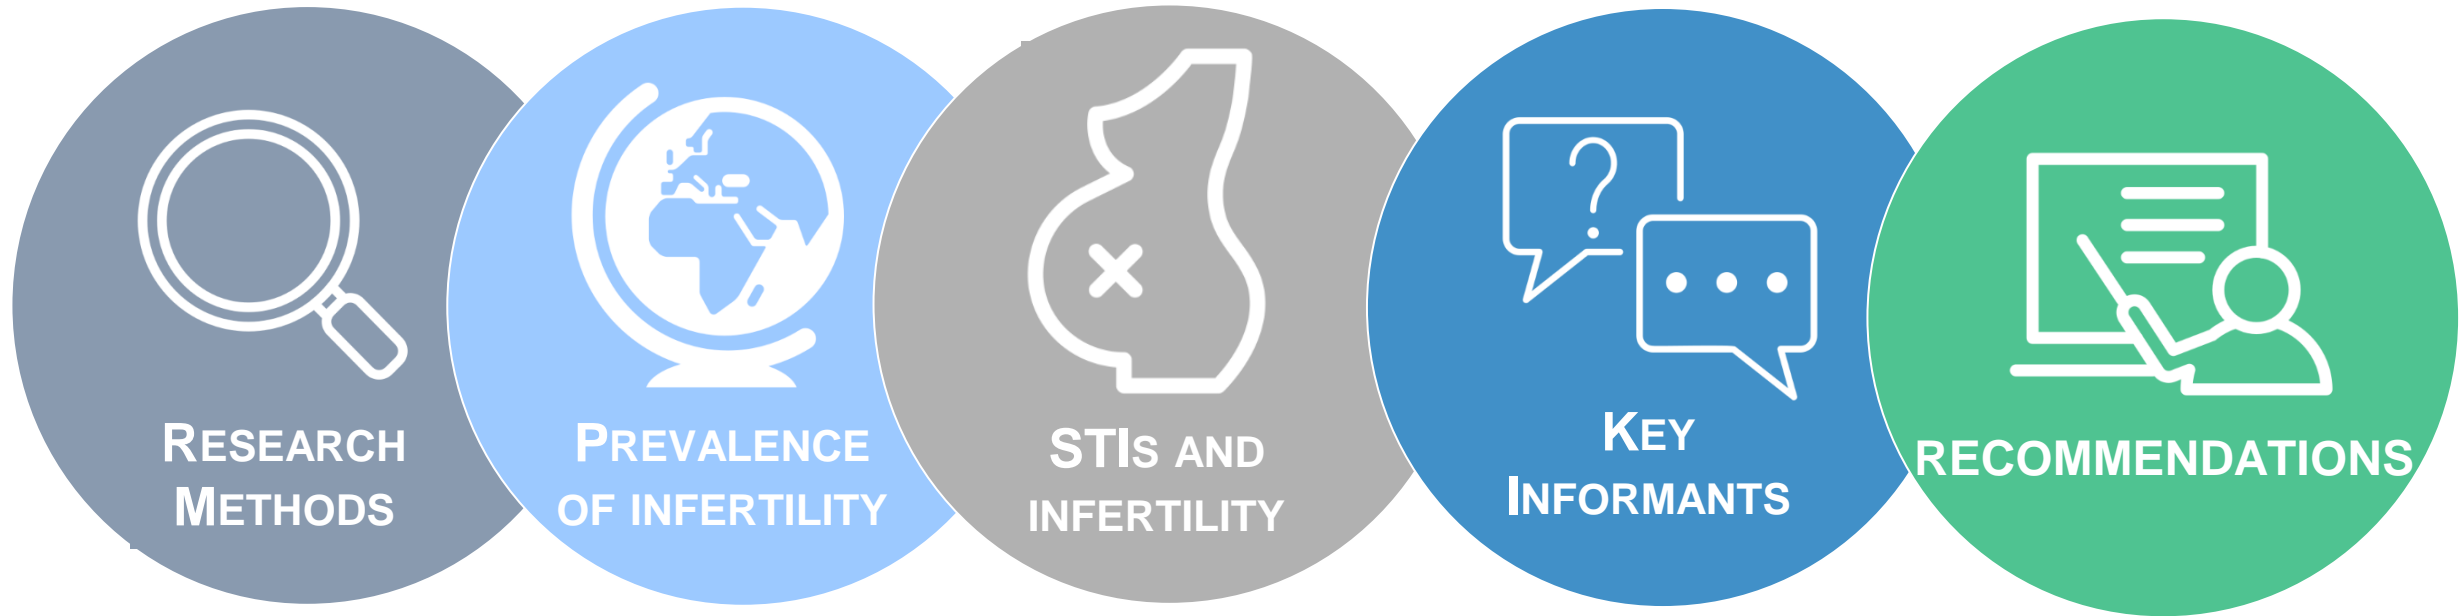 RESEARCH
METHODS
PREVALENCE
OF INFERTILITY
STIS AND
INFERTILITY
KEY
INFORMANTS
RECOMMENDATIONS